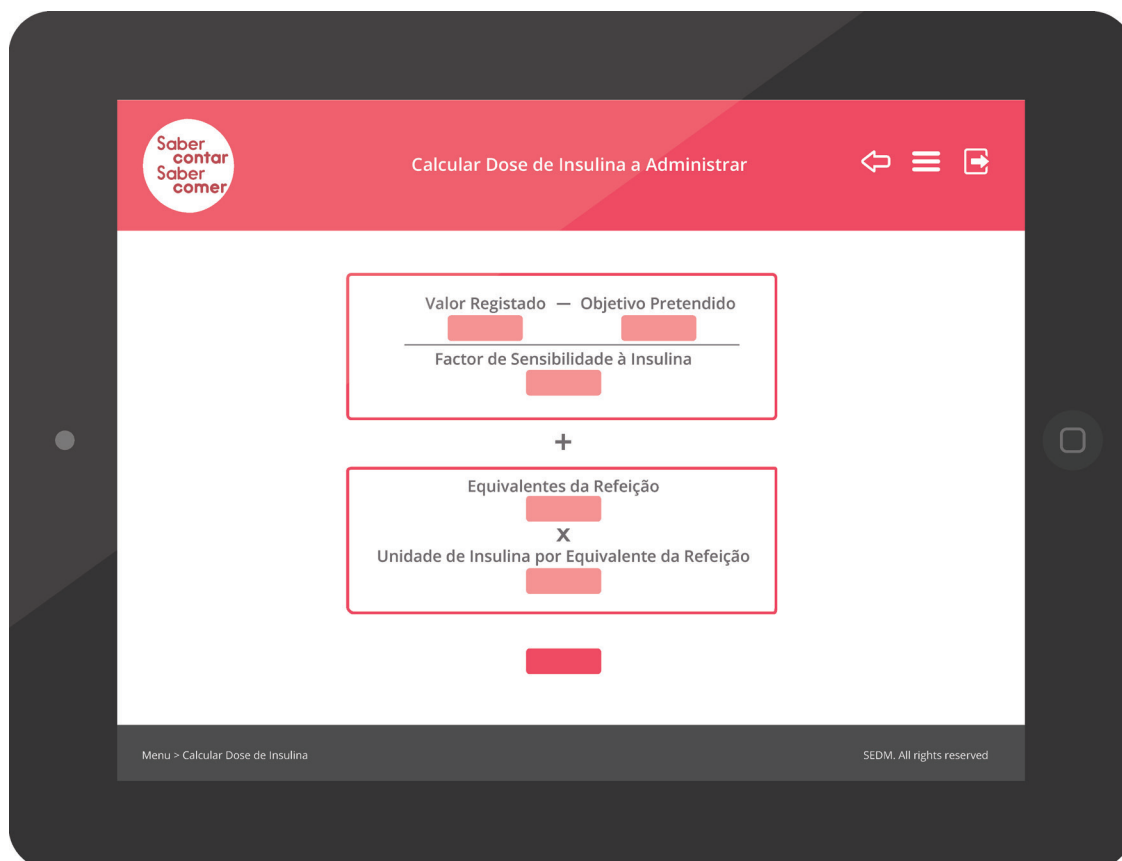 Saber
contar
Saber
comer
Calcular Dose de Insulina a Administrar
Valor Registado — Objetivo Pretendido
Factor de Sensibilidade à Insulina
+
Equivalentes da Refeição
x
Unidade de Insulina por Equivalente da Refeição
Menu > Calcular Dose de Insulina
SEDM. All rights reserved